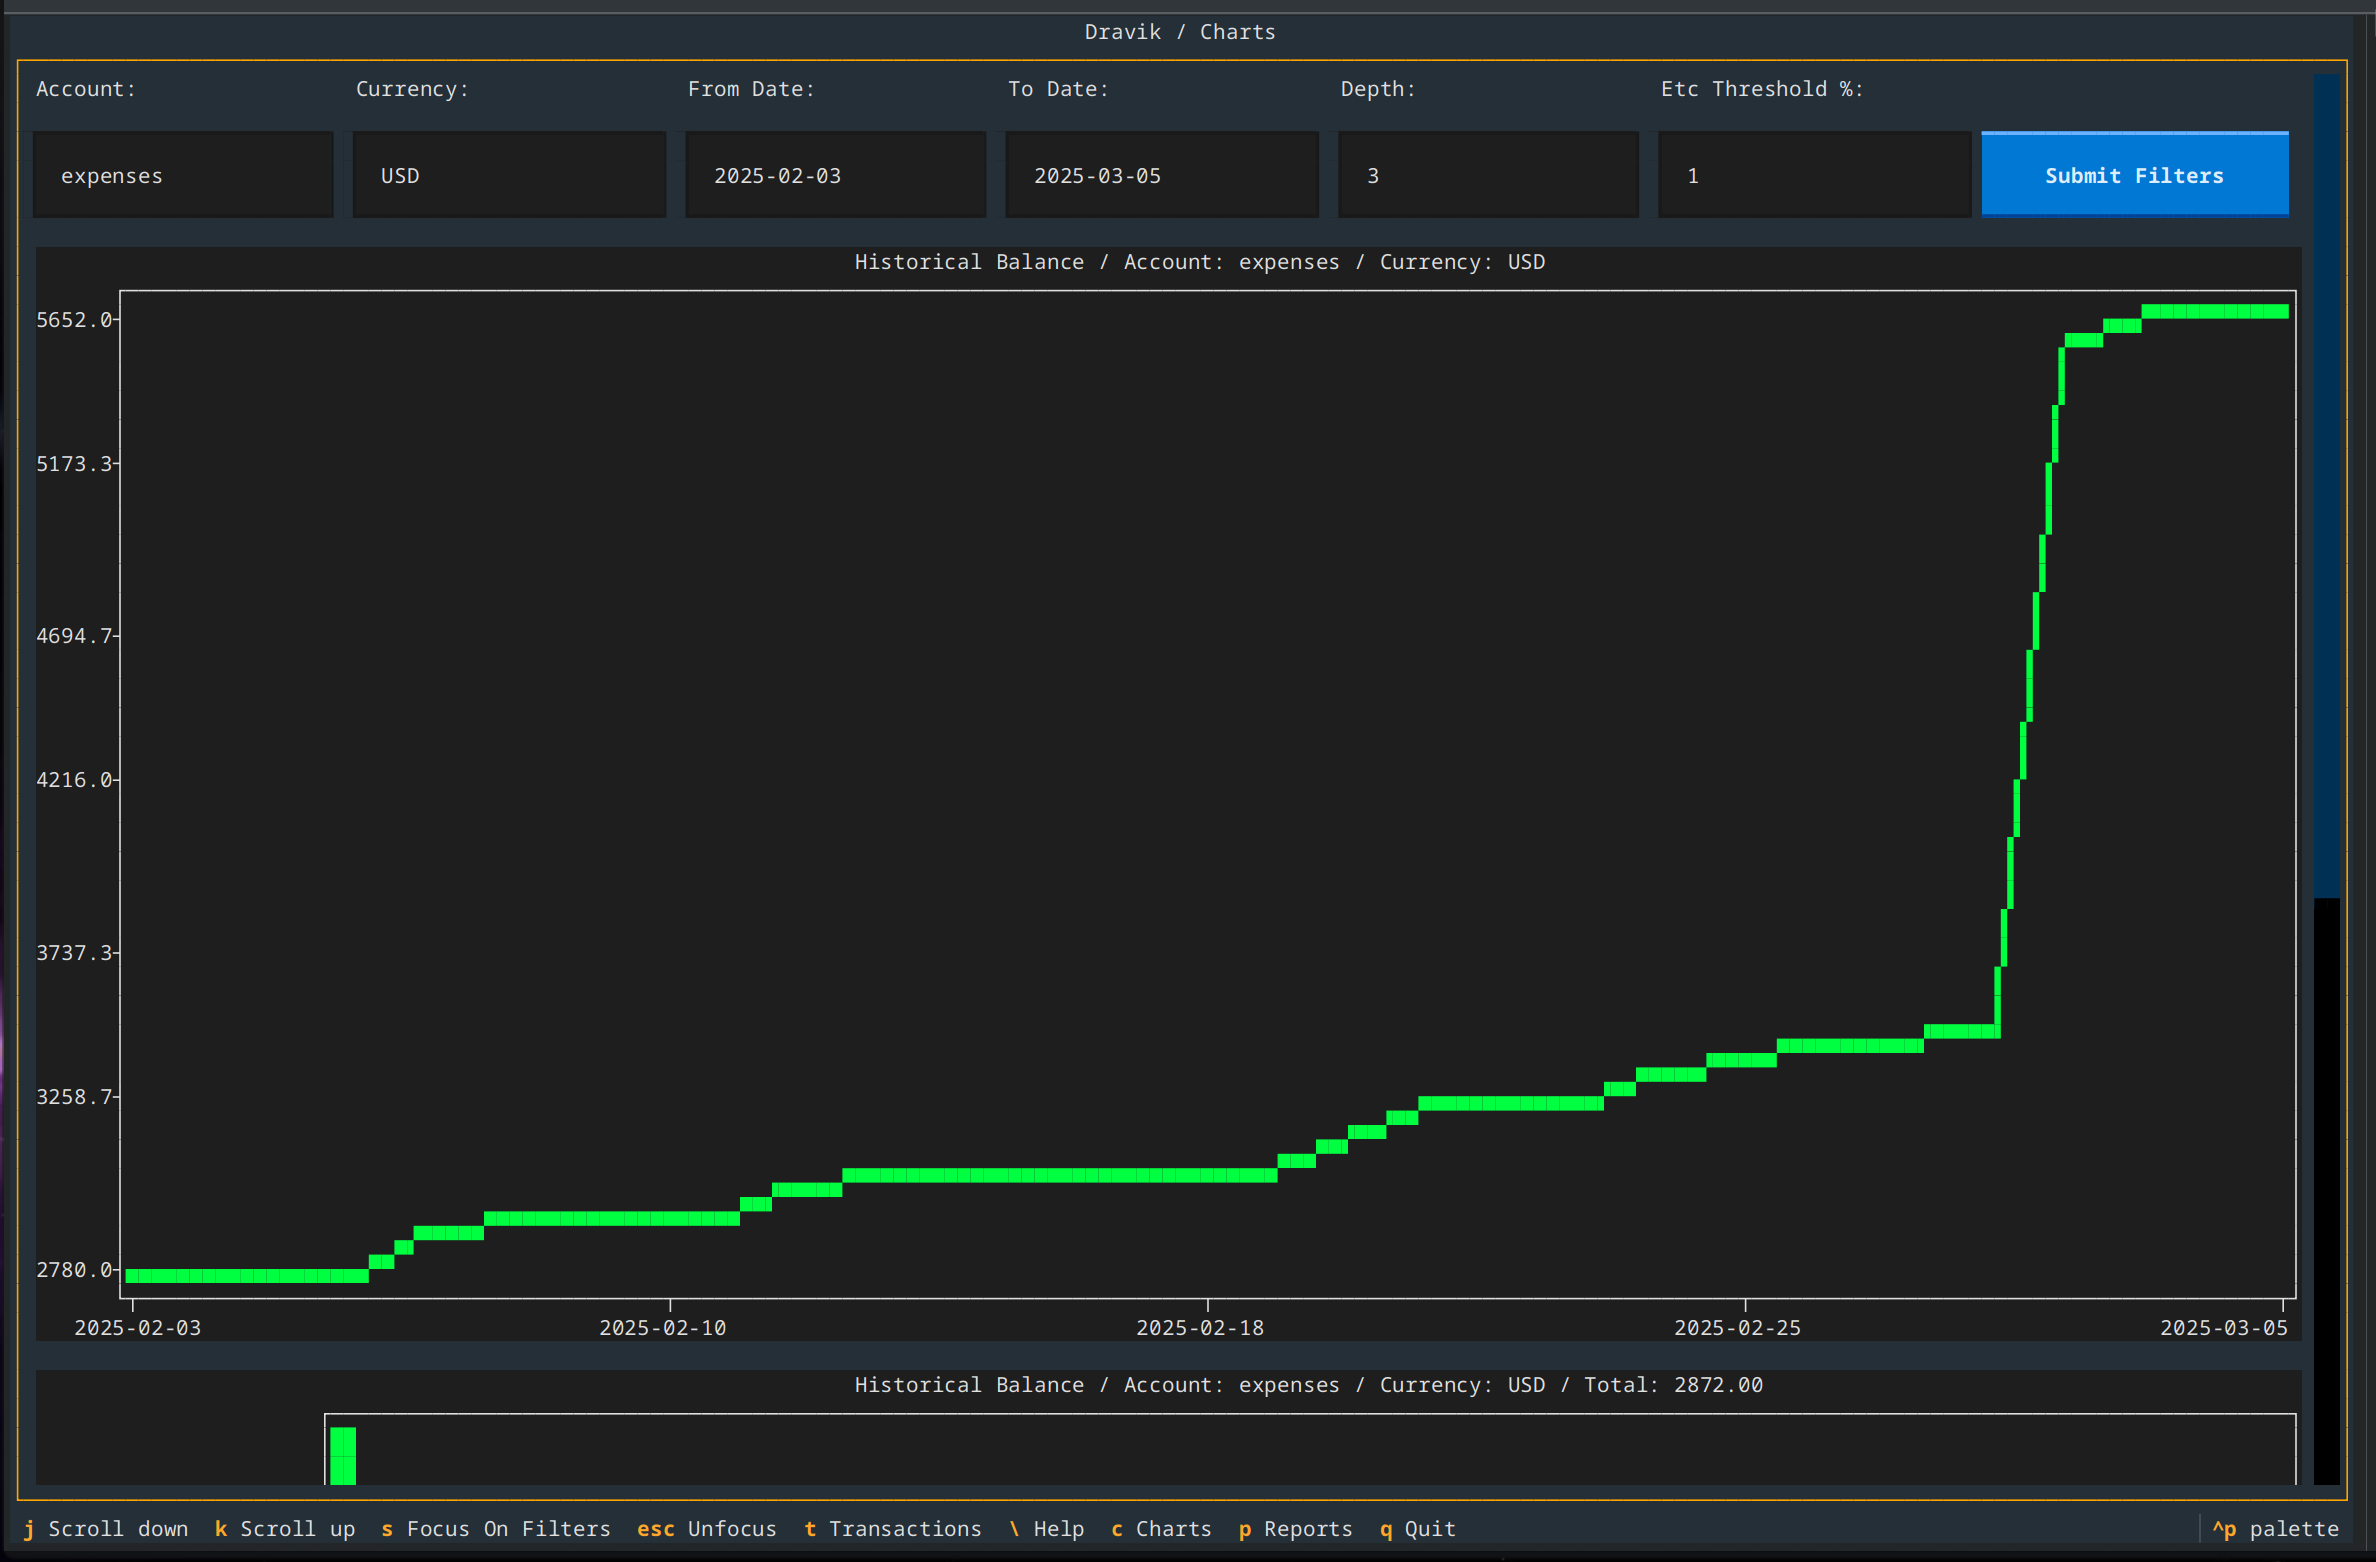 Dravik / Charts
Account: Currency: From Date: To Date: Depth: Etc Threshold %:
expenses USD 2025-02-03 2025-03-05 3 1 Submit Filters
Historical Balance / Account: expenses / Currency: USD
5652.0
5173.3
4694.7
4216.0
3737.3
3258.7
2780.0
2025-02-03 2025-02-10 2025-02-18 2025-02-25 2025-03-05
Historical Balance / Account: expenses / Currency: USD / Total: 2872.00
j Scroll down k Scroll up s Focus On Filters esc Unfocus t Transactions \ Help c Charts p Reports q Quit ^p palette